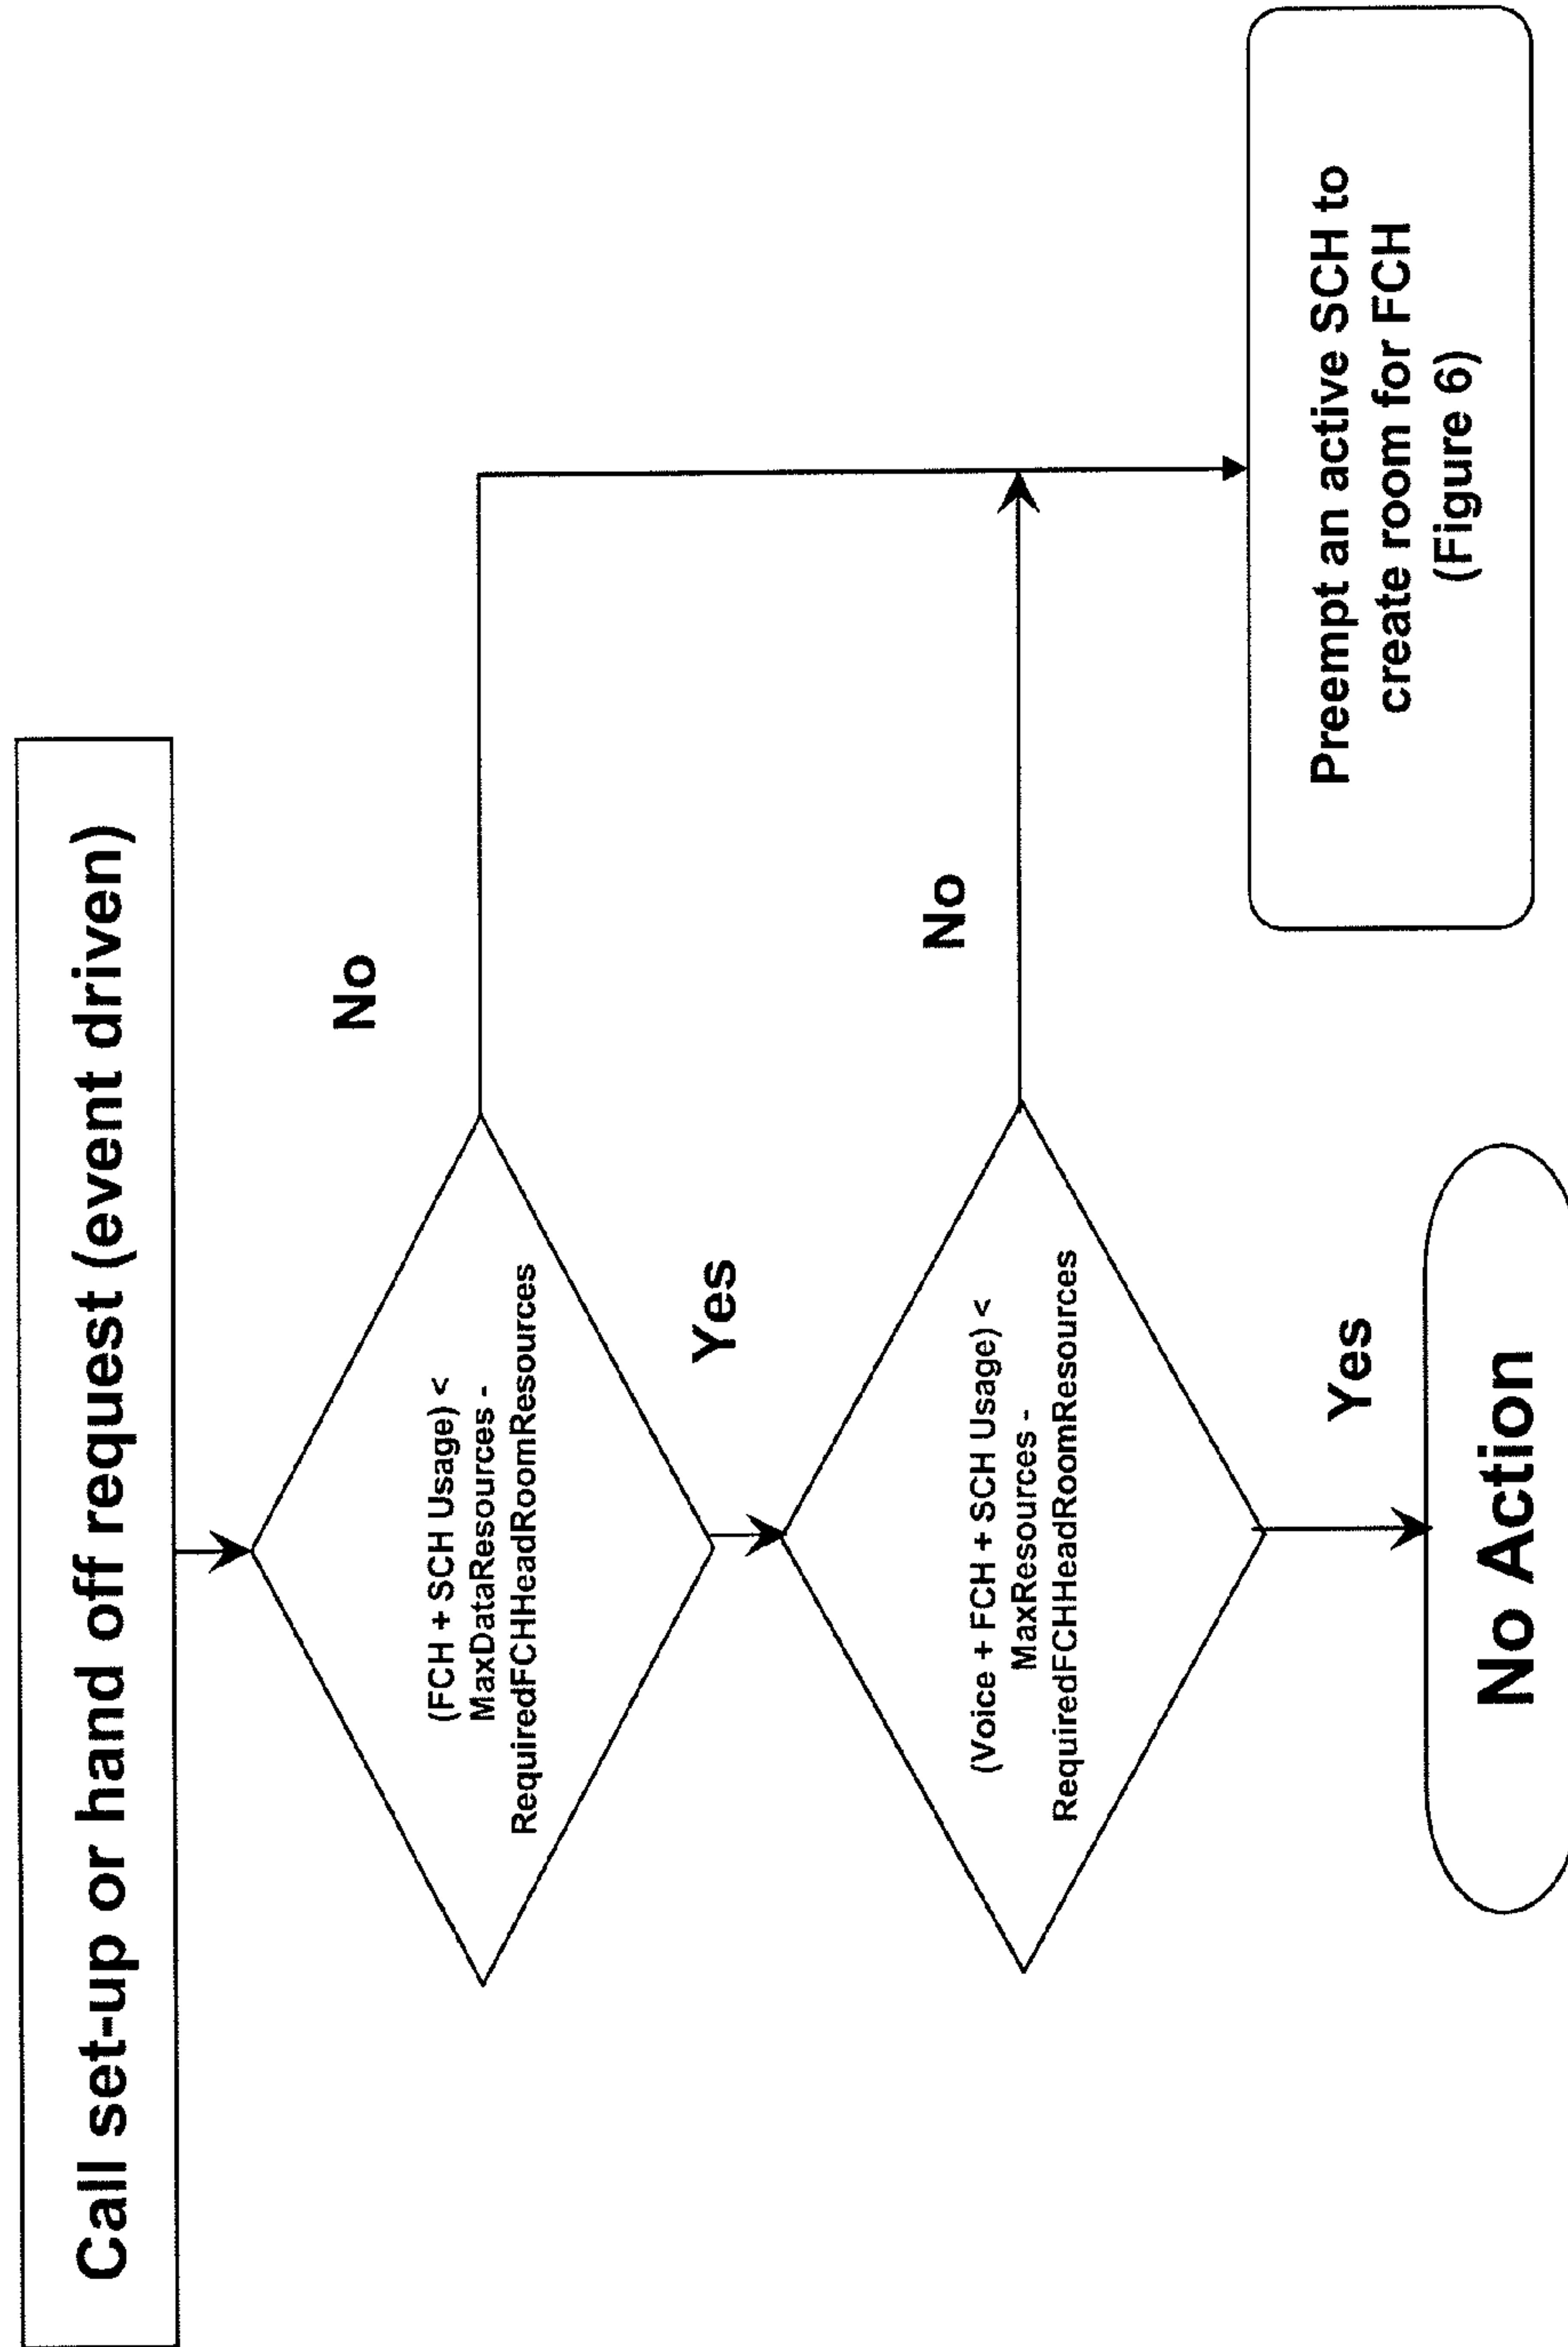 Call set-up or hand off request (event driven)
(FCH + SCH Usage) <
MaxDataResources -
RequiredFCHHeadRoomResources
No
Yes
(Voice + FCH + SCH Usage) <
MaxResources -
RequiredFCHHeadRoomResources
No
Yes
No Action
Preempt an active SCH to
create room for FCH
(Figure 6)